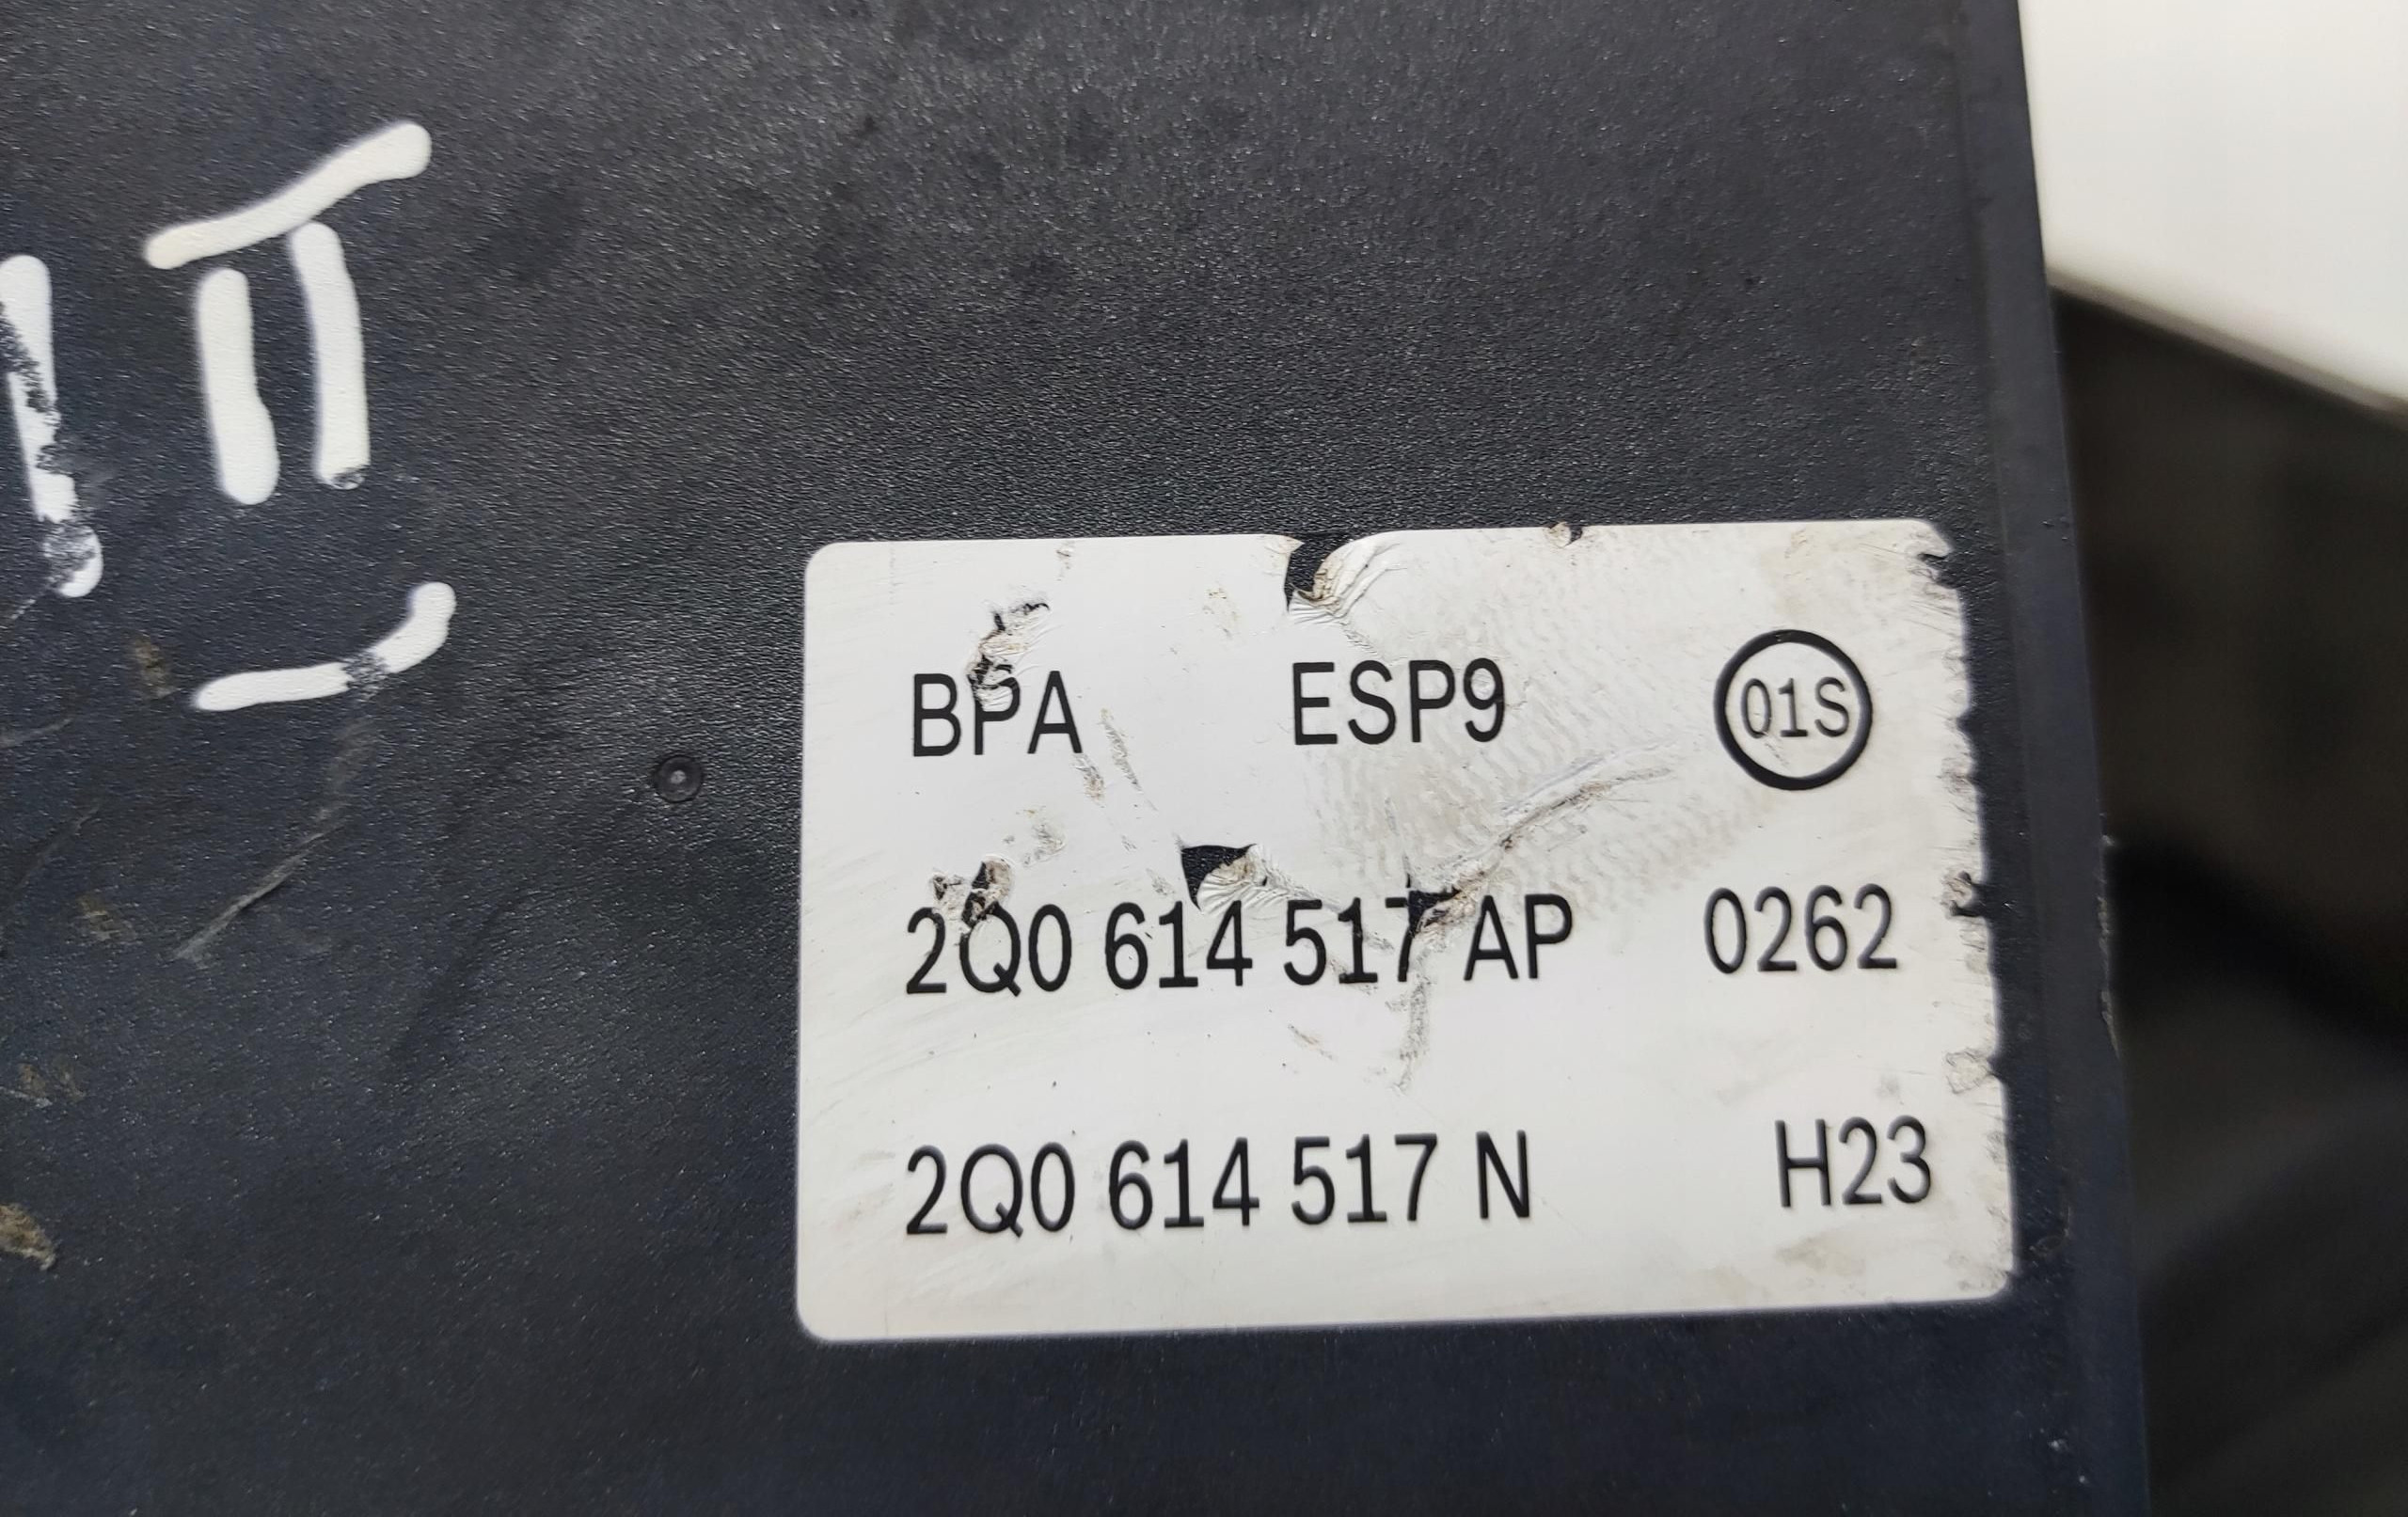 BPA ESP9 01S
2Q0 614 517 AP 0262
2Q0 614 517 N H23